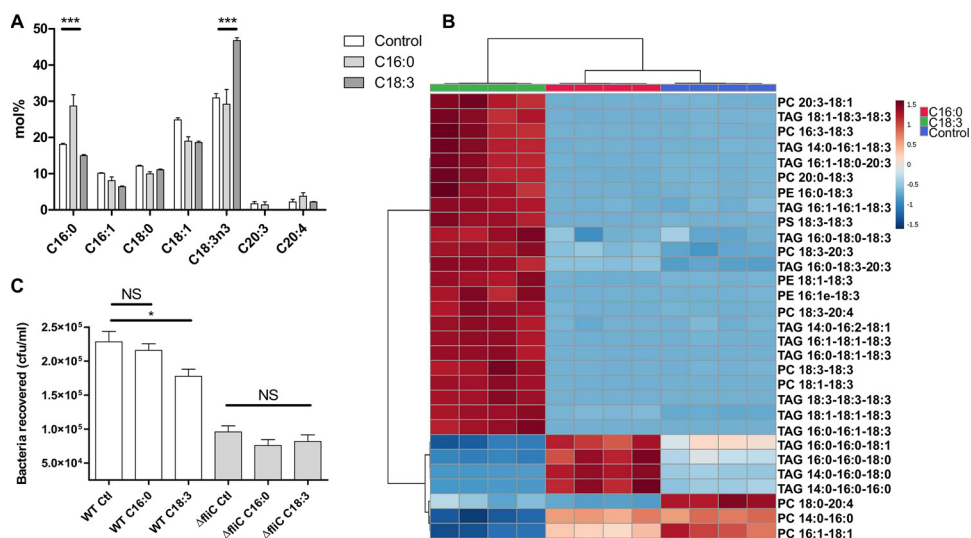 A
***
***
50
40
30
20
10
0
mol%
C16:0
C16:1
C18:0
C18:1
C18:3n3
C20:3
C20:4
Control
C16:0
C18:3
B
PC 20:3-18:1
TAG 18:1-18:3-18:3
PC 16:3-18:3
TAG 14:0-16:1-18:3
TAG 16:1-18:0-20:3
PC 20:0-18:3
PE 16:0-18:3
TAG 16:1-16:1-18:3
PS 18:3-18:3
TAG 16:0-18:0-18:3
PC 18:3-20:3
TAG 16:0-18:3-20:3
PE 18:1-18:3
PE 16:1e-18:3
PC 18:3-20:4
TAG 14:0-16:2-18:1
TAG 16:1-18:1-18:3
TAG 16:0-18:1-18:3
PC 18:3-18:3
PC 18:1-18:3
TAG 18:3-18:3-18:3
TAG 18:1-18:1-18:3
TAG 16:0-16:1-18:3
TAG 16:0-16:0-18:1
TAG 16:0-16:0-18:0
TAG 14:0-16:0-18:0
TAG 14:0-16:0-16:0
PC 18:0-20:4
PC 14:0-16:0
PC 16:1-18:1
1.5
1
0.5
0
-0.5
-1
-1.5
C16:0
C18:3
Control
C
NS
*
NS
2.5×10⁵
2.0×10⁵
1.5×10⁵
1.0×10⁵
5.0×10⁴
Bacteria recovered (cfu/ml)
WT Ctl
WT C16:0
WT C18:3
ΔfliC Ctl
ΔfliC C16:0
ΔfliC C18:3